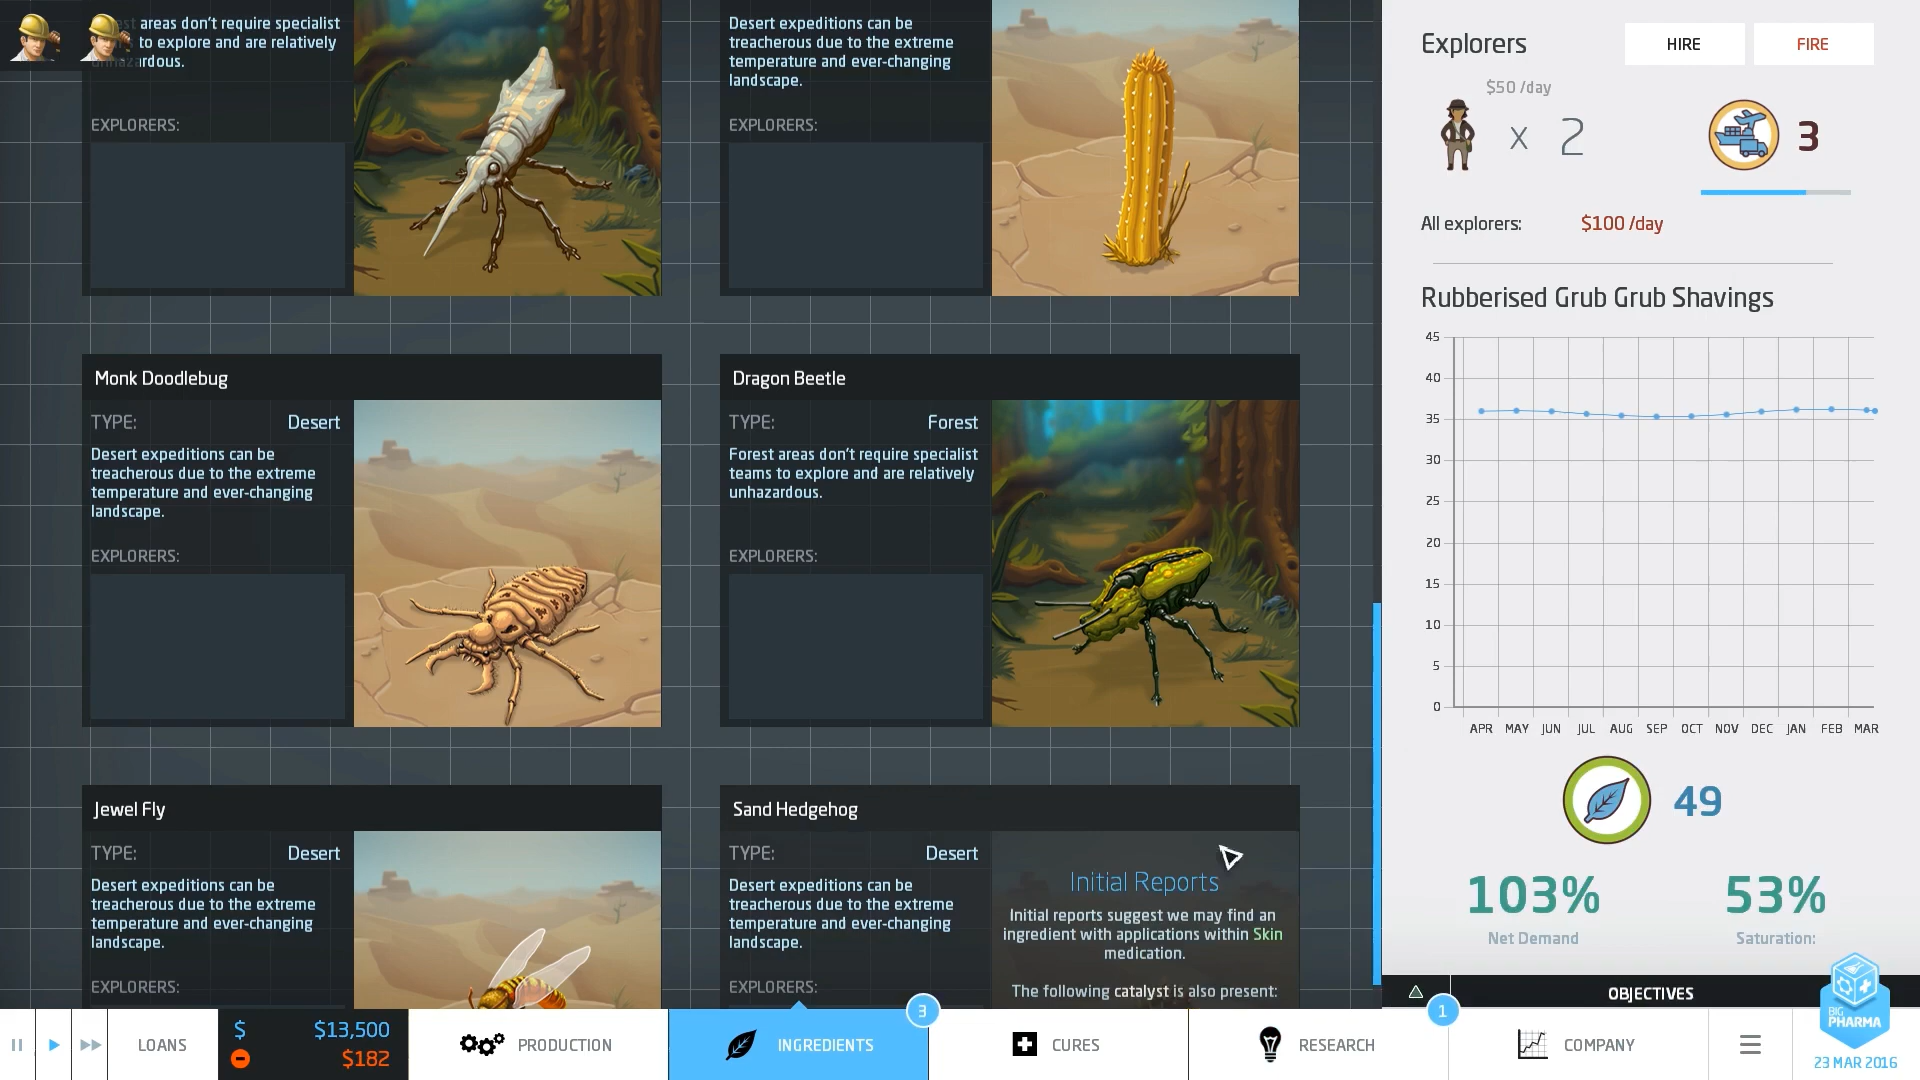 areas don't require specialist
to explore and are relatively
EXPLORERS:
Desert expeditions can be
treacherous due to the extreme
temperature and ever-changing
landscape.
EXPLORERS:
Monk Doodlebug
TYPE: Desert
Desert expeditions can be
treacherous due to the extreme
temperature and ever-changing
landscape.
EXPLORERS:
Dragon Beetle
TYPE: Forest
Forest areas don't require specialist
teams to explore and are relatively
unhazardous.
EXPLORERS:
Jewel Fly
TYPE: Desert
Desert expeditions can be
treacherous due to the extreme
temperature and ever-changing
landscape.
EXPLORERS:
Sand Hedgehog
TYPE: Desert
Desert expeditions can be
treacherous due to the extreme
temperature and ever-changing
landscape.
EXPLORERS:
Initial Reports
Initial reports suggest we may find an
ingredient with applications within Skin
medication.
The following catalyst is also present:
Explorers
HIRE
FIRE
$50 /day
X 2
3
All explorers: $100 /day
Rubberised Grub Grub Shavings
45
40
35
30
25
20
15
10
5
0
APR MAY JUN JUL AUG SEP OCT NOV DEC JAN FEB MAR
49
103%
Net Demand
53%
Saturation:
OBJECTIVES
LOANS
$ $13,500
$182
PRODUCTION
INGREDIENTS
3
CURES
RESEARCH
1
COMPANY
BIG
PHARMA
23 MAR 2016